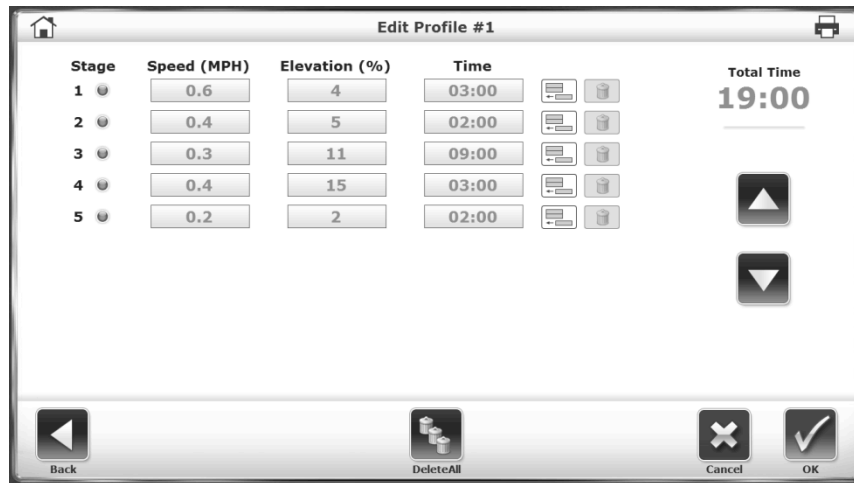 Edit Profile #1
Stage Speed (MPH) Elevation (%) Time
Total Time
19:00
1 0.6 4 03:00
2 0.4 5 02:00
3 0.3 11 09:00
4 0.4 15 03:00
5 0.2 2 02:00
Back DeleteAll Cancel OK